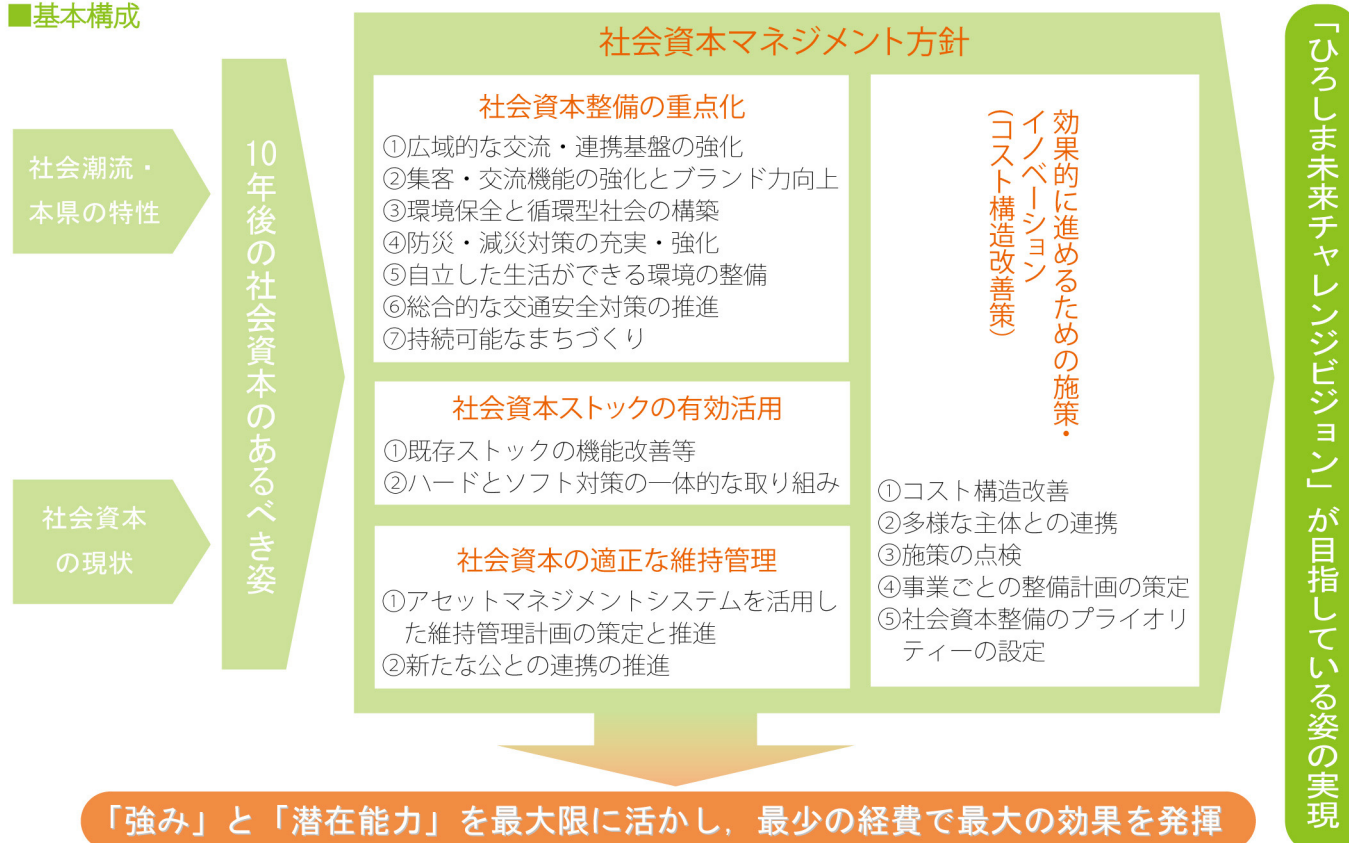 ■基本構成
社会潮流・
本県の特性
社会資本
の現状
10年後の社会資本のあるべき姿
社会資本マネジメント方針
社会資本整備の重点化
①広域的な交流・連携基盤の強化
②集客・交流機能の強化とブランド力向上
③環境保全と循環型社会の構築
④防災・減災対策の充実・強化
⑤自立した生活ができる環境の整備
⑥総合的な交通安全対策の推進
⑦持続可能なまちづくり
社会資本ストックの有効活用
①既存ストックの機能改善等
②ハードとソフト対策の一体的な取り組み
社会資本の適正な維持管理
①アセットマネジメントシステムを活用し
た維持管理計画の策定と推進
②新たな公との連携の推進
効果的に進めるための施策・
イノベーション
(コスト構造改善策)
①コスト構造改善
②多様な主体との連携
③施策の点検
④事業ごとの整備計画の策定
⑤社会資本整備のプライオリ
ティーの設定
「ひろしま未来チャレンジビジョン」が目指している姿の実現
「強み」と「潜在能力」を最大限に活かし，最少の経費で最大の効果を発揮